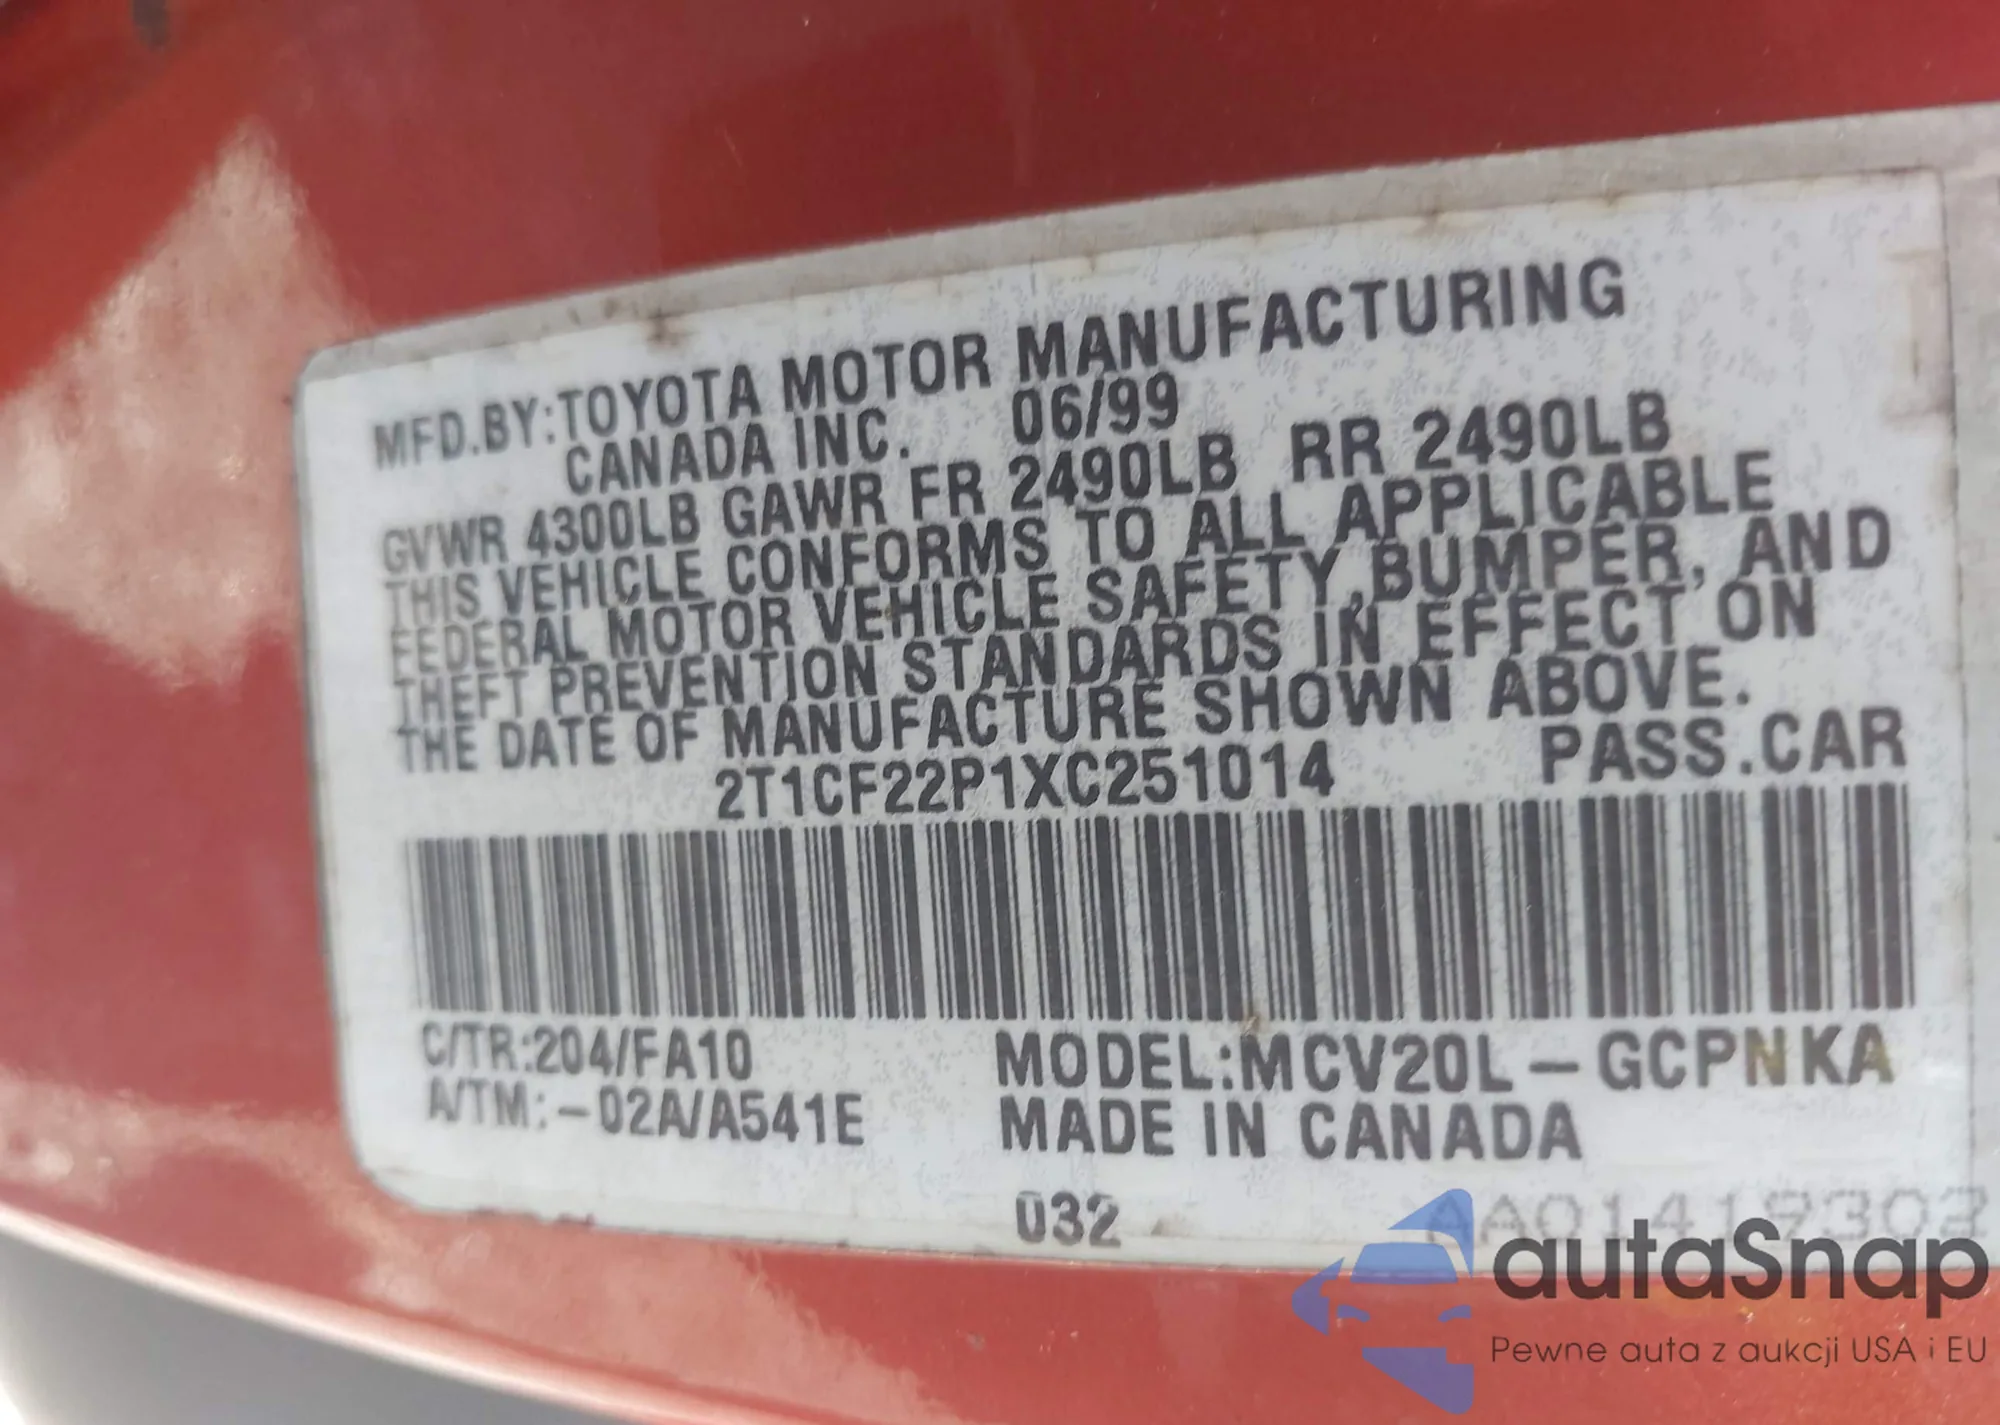 MFD.BY:TOYOTA MOTOR MANUFACTURING
CANADA INC. 06/99
GVWR 4300LB GAWR FR 2490LB RR 2490LB
THIS VEHICLE CONFORMS TO ALL APPLICABLE
FEDERAL MOTOR VEHICLE SAFETY,BUMPER, AND
THEFT PREVENTION STANDARDS IN EFFECT ON
THE DATE OF MANUFACTURE SHOWN ABOVE.
2T1CF22P1XC251014 PASS.CAR
C/TR:204/FA10 MODEL:MCV20L-GCPNKA
A/TM:-02A/A541E MADE IN CANADA
032
autaSnap
Pewne auta z aukcji USA i EU